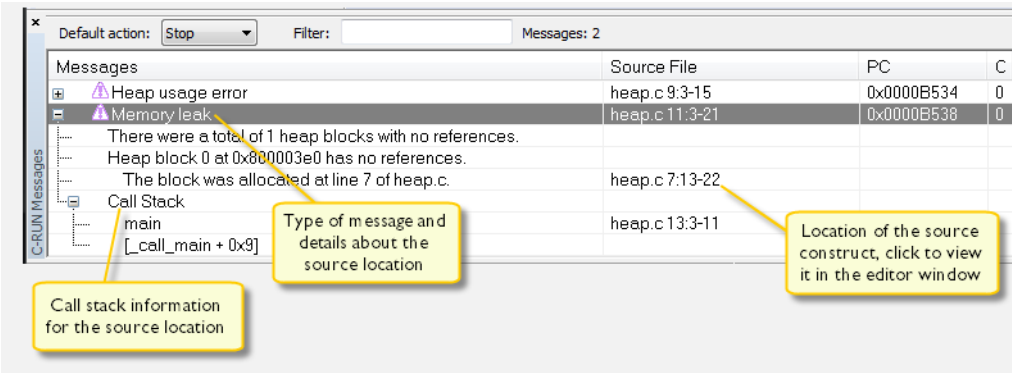 Default action: Stop Filter: Messages: 2
Messages Source File PC C
Heap usage error heap.c 9:3-15 0x0000B534 0
Memory leak heap.c 11:3-21 0x0000B538 0
There were a total of 1 heap blocks with no references.
Heap block 0 at 0x800003e0 has no references.
The block was allocated at line 7 of heap.c. heap.c 7:13-22
Call Stack
main heap.c 13:3-11
[_call_main + 0x9]
C-RUN Messages
Type of message and
details about the
source location
Location of the source
construct, click to view
it in the editor window
Call stack information
for the source location